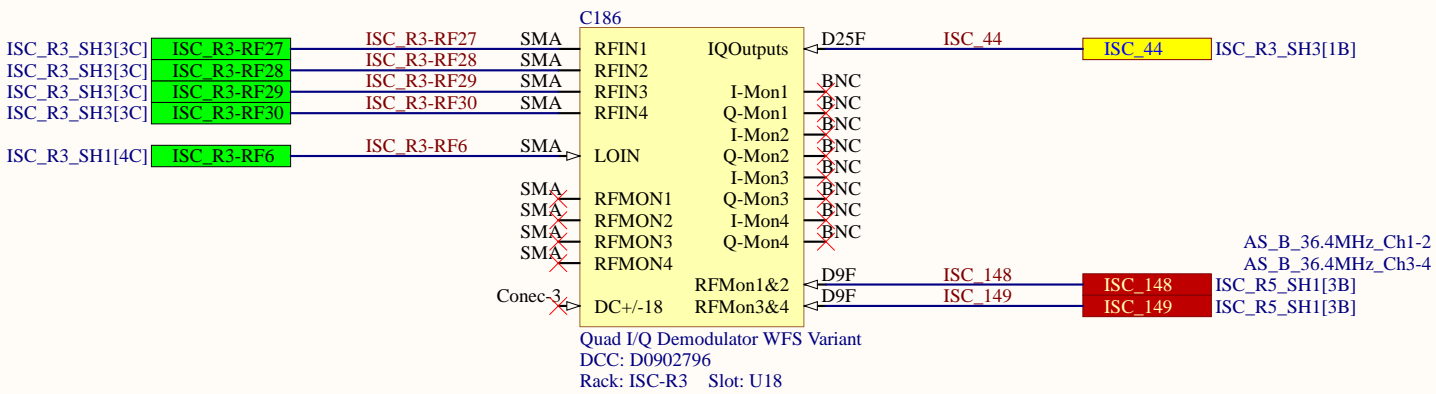 C186
ISC_R3_SH3[3C] ISC_R3-RF27 ISC_R3-RF27 SMA RFIN1 IQOutputs D25F ISC_44 ISC_44 ISC_R3_SH3[1B]
ISC_R3_SH3[3C] ISC_R3-RF28 ISC_R3-RF28 SMA RFIN2
ISC_R3_SH3[3C] ISC_R3-RF29 ISC_R3-RF29 SMA RFIN3 I-Mon1 BNC
ISC_R3_SH3[3C] ISC_R3-RF30 ISC_R3-RF30 SMA RFIN4 Q-Mon1 BNC
I-Mon2 BNC
ISC_R3_SH1[4C] ISC_R3-RF6 ISC_R3-RF6 SMA LOIN Q-Mon2 BNC
I-Mon3 BNC
SMA RFMON1 Q-Mon3 BNC
SMA RFMON2 I-Mon4 BNC
SMA RFMON3 Q-Mon4 BNC
AS_B_36.4MHz_Ch1-2
SMA RFMON4
AS_B_36.4MHz_Ch3-4
RFMon1&2 D9F ISC_148 ISC_148 ISC_R5_SH1[3B]
Conec-3 DC+/-18 RFMon3&4 D9F ISC_149 ISC_149 ISC_R5_SH1[3B]
Quad I/Q Demodulator WFS Variant
DCC: D0902796
Rack: ISC-R3 Slot: U18